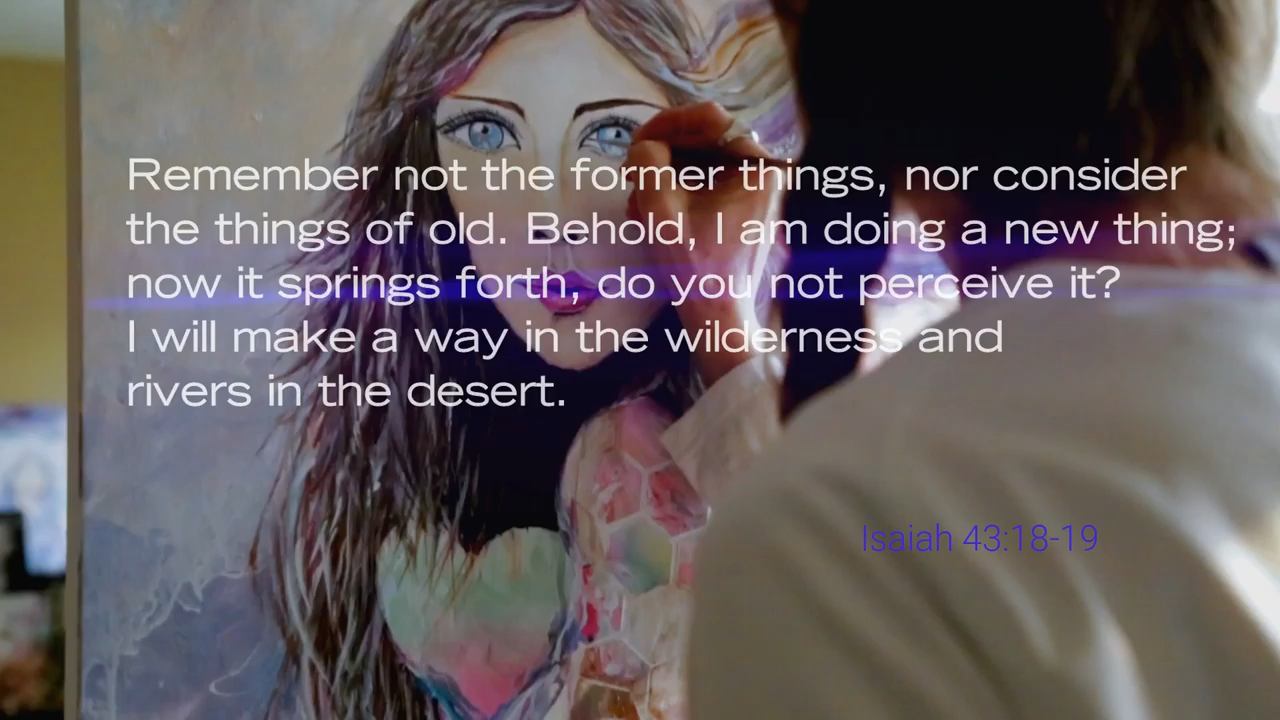 Remember not the former things, nor consider
the things of old. Behold, I am doing a new thing;
now it springs forth, do you not perceive it?
I will make a way in the wilderness and
rivers in the desert.
Isaiah 43:18-19